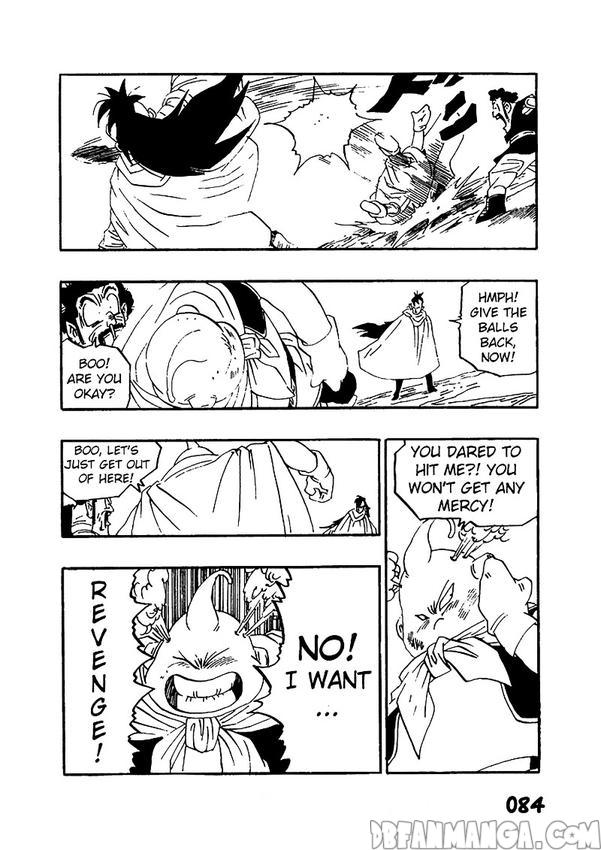 HMPH!
GIVE THE
BALLS
BACK,
NOW!
BOO!
ARE YOU
OKAY?
BOO, LET'S
JUST GET OUT
OF HERE!
YOU DARED TO
HIT ME?! YOU
WON'T GET ANY
MERCY!
NO!
I WANT
...
REVENGE!
084
DBFANMANGA.COM